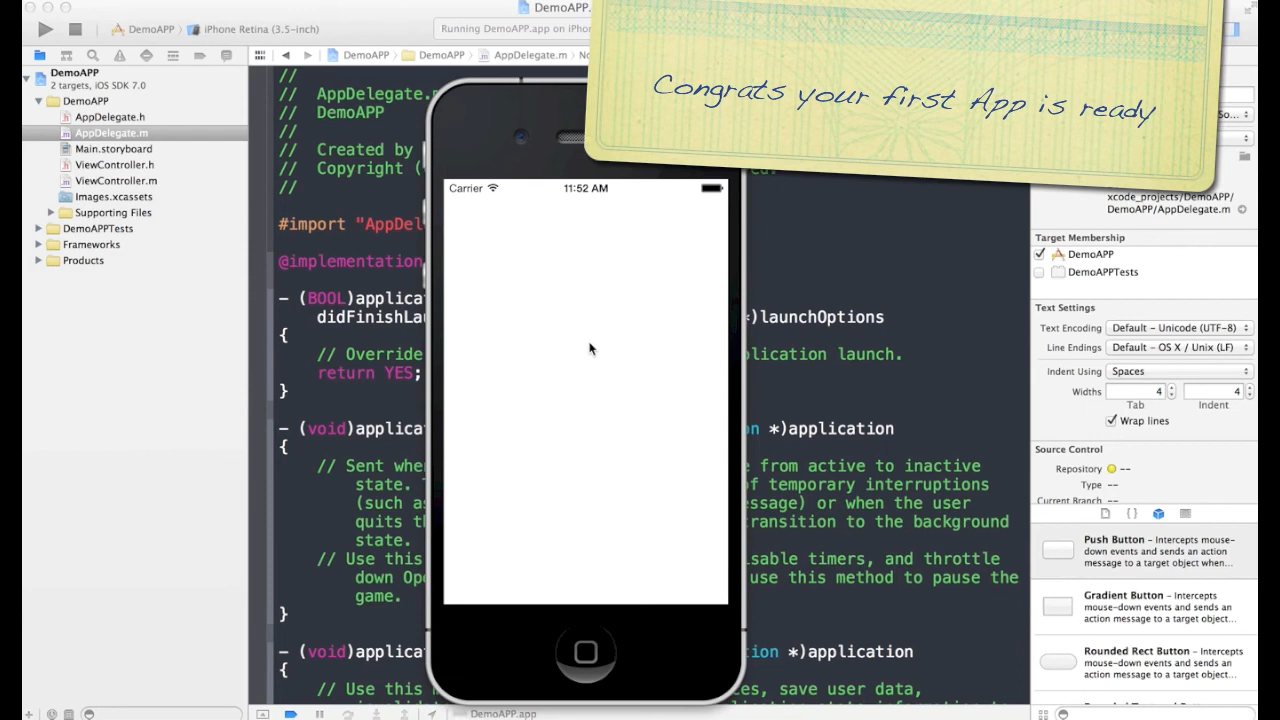 DemoAPP.
DemoAPP
iPhone Retina (3.5-inch)
Running DemoAPP.app on
DemoAPP
DemoAPP
AppDelegate.m
Congrats your first App is ready
DemoAPP
2 targets, iOS SDK 7.0
DemoAPP
AppDelegate.h
AppDelegate.m
Main.storyboard
ViewController.h
ViewController.m
Images.xcassets
Supporting Files
DemoAPPTests
Frameworks
Products
//
// AppDelegate.
// DemoAPP
//
// Created by
// Copyright (
//
#import "AppDel
@implementation
- (BOOL)applica
didFinishLa
*)launchOptions
{
// Override
plication launch.
return YES;
}
- (void)applica
on *)application
{
// Sent whe
e from active to inactive
state.
of temporary interruptions
(such as
ssage) or when the user
quits th
transition to the background
state.
// Use this
isable timers, and throttle
down Ope
use this method to pause the
game.
}
- (void)applica
tion *)application
{
// Use this
ces, save user data,
DemoAPP.app
Carrier
11:52 AM
So...
xcode_projects/DemoAPP/
DemoAPP/AppDelegate.m
Target Membership
DemoAPP
DemoAPPTests
Text Settings
Text Encoding Default - Unicode (UTF-8)
Line Endings Default - OS X / Unix (LF)
Indent Using Spaces
Widths 4 4
Tab Indent
Wrap lines
Source Control
Repository --
Type --
Current Branch --
{ }
Push Button - Intercepts mouse-
down events and sends an action
message to a target object when...
Gradient Button - Intercepts
mouse-down events and sends an
action message to a target object...
Rounded Rect Button - Intercepts
mouse-down events and sends an
action message to a target object...